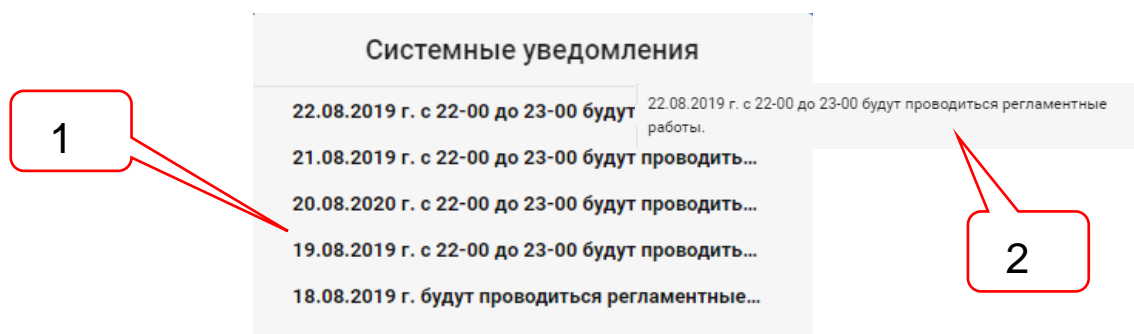 Системные уведомления
22.08.2019 г. с 22-00 до 23-00 будут
22.08.2019 г. с 22-00 до 23-00 будут проводиться регламентные
работы.
1
21.08.2019 г. с 22-00 до 23-00 будут проводить...
20.08.2020 г. с 22-00 до 23-00 будут проводить...
19.08.2019 г. с 22-00 до 23-00 будут проводить...
2
18.08.2019 г. будут проводиться регламентные...